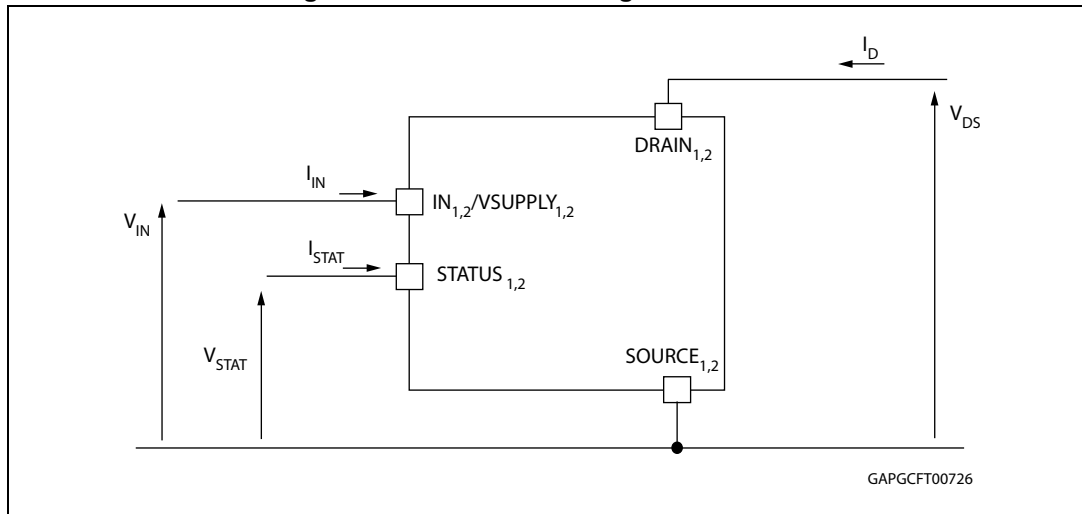 I_D
V_DS
DRAIN_1,2
I_IN
IN_1,2/VSUPPLY_1,2
V_IN
I_STAT
STATUS_1,2
V_STAT
SOURCE_1,2
GAPGCFT00726